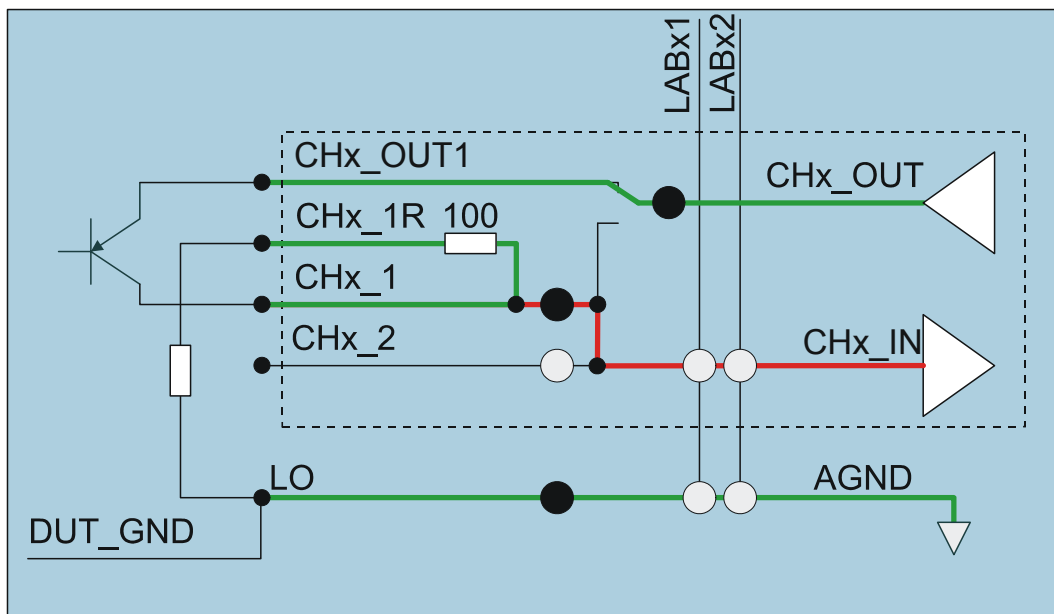 LABx1
LABx2
CHx_OUT1
CHx_OUT
CHx_1R 100
CHx_1
CHx_2
CHx_IN
LO
AGND
DUT_GND